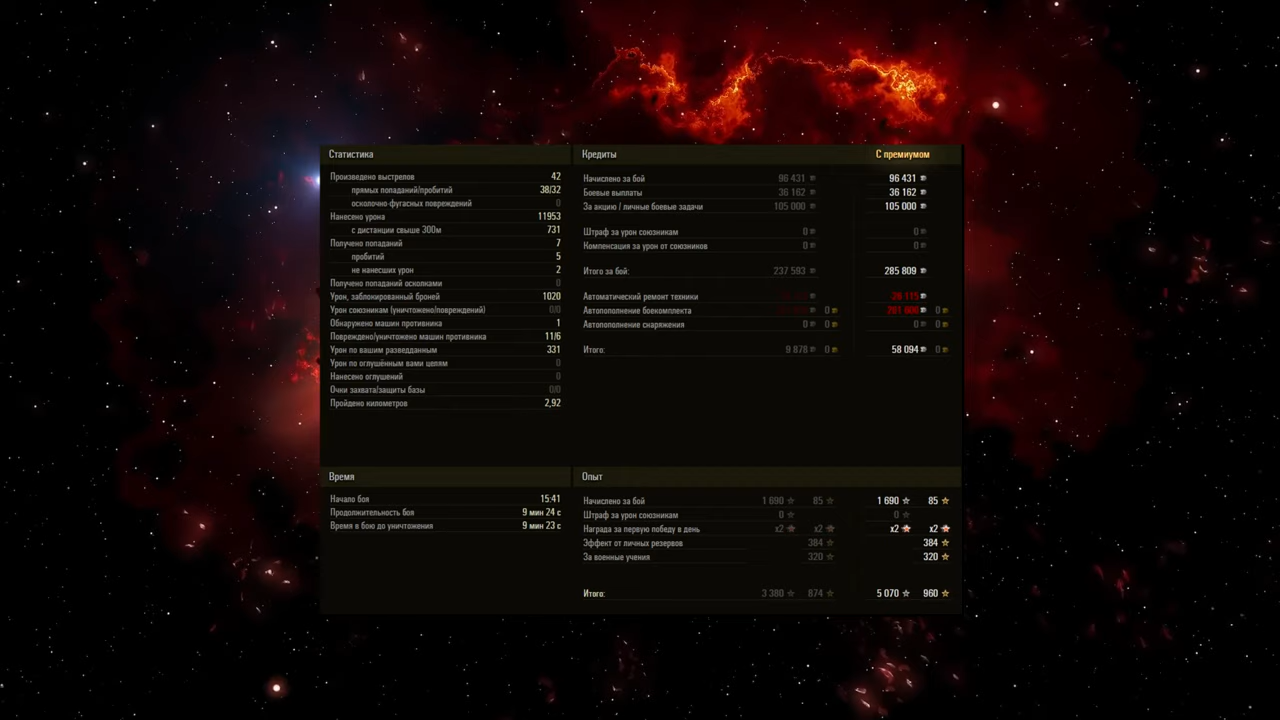 Статистика
Произведено выстрелов 42
прямых попаданий/пробитий 38/32
осколочно-фугасных повреждений 0
Нанесено урона 11953
с дистанции свыше 300м 731
Получено попаданий 7
пробитий 5
не нанесших урон 2
Получено попаданий осколками 0
Урон, заблокированный броней 1020
Урон союзникам (уничтожено/повреждений) 0/0
Обнаружено машин противника 1
Повреждено/уничтожено машин противника 11/6
Урон по вашим разведданным 331
Урон по оглушённым вами целям 0
Нанесено оглушений 0
Очки захвата/защиты базы 0/0
Пройдено километров 2,92
Кредиты С премиумом
Начислено за бой 96 431 96 431
Боевые выплаты 36 162 36 162
За акцию / личные боевые задачи 105 000 105 000
Штраф за урон союзникам 0 0
Компенсация за урон от союзников 0 0
Итого за бой: 237 593 285 809
Автоматический ремонт техники
Автопополнение боекомплекта 0 0
Автопополнение снаряжения 0 0 0 0
Итого: 9 878 0 58 094 0
Время
Начало боя 15:41
Продолжительность боя 9 мин 24 с
Время в бою до уничтожения 9 мин 23 с
Опыт
Начислено за бой 1 690 85 1 690 85
Штраф за урон союзникам 0 0
Награда за первую победу в день x2 x2 x2 x2
Эффект от личных резервов 384 384
За военные учения 320 320
Итого: 3 380 874 5 070 960